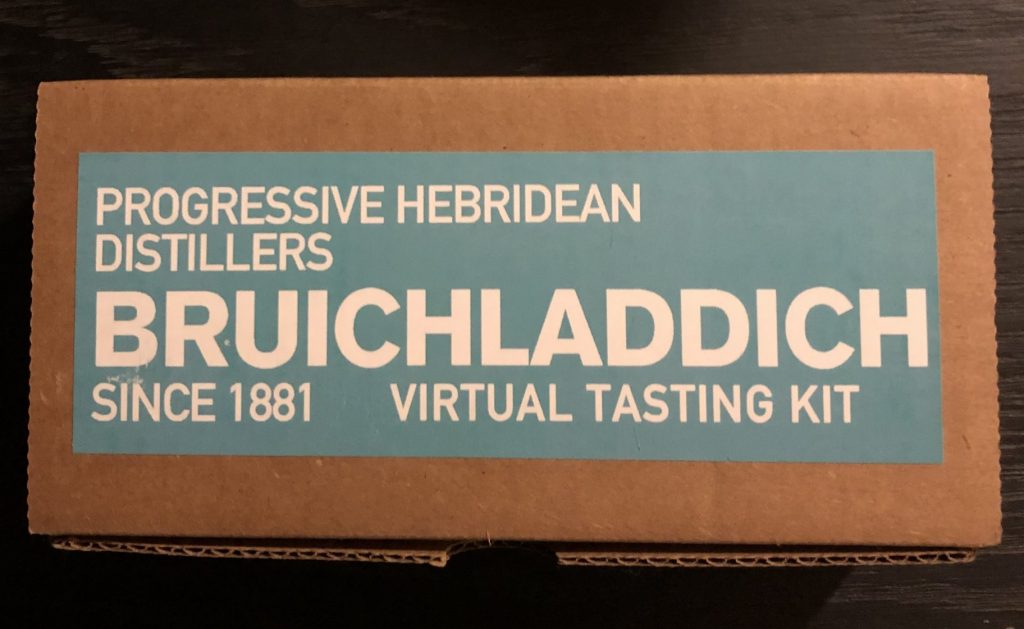 PROGRESSIVE HEBRIDEAN
DISTILLERS
BRUICHLADDICH
SINCE 1881 VIRTUAL TASTING KIT